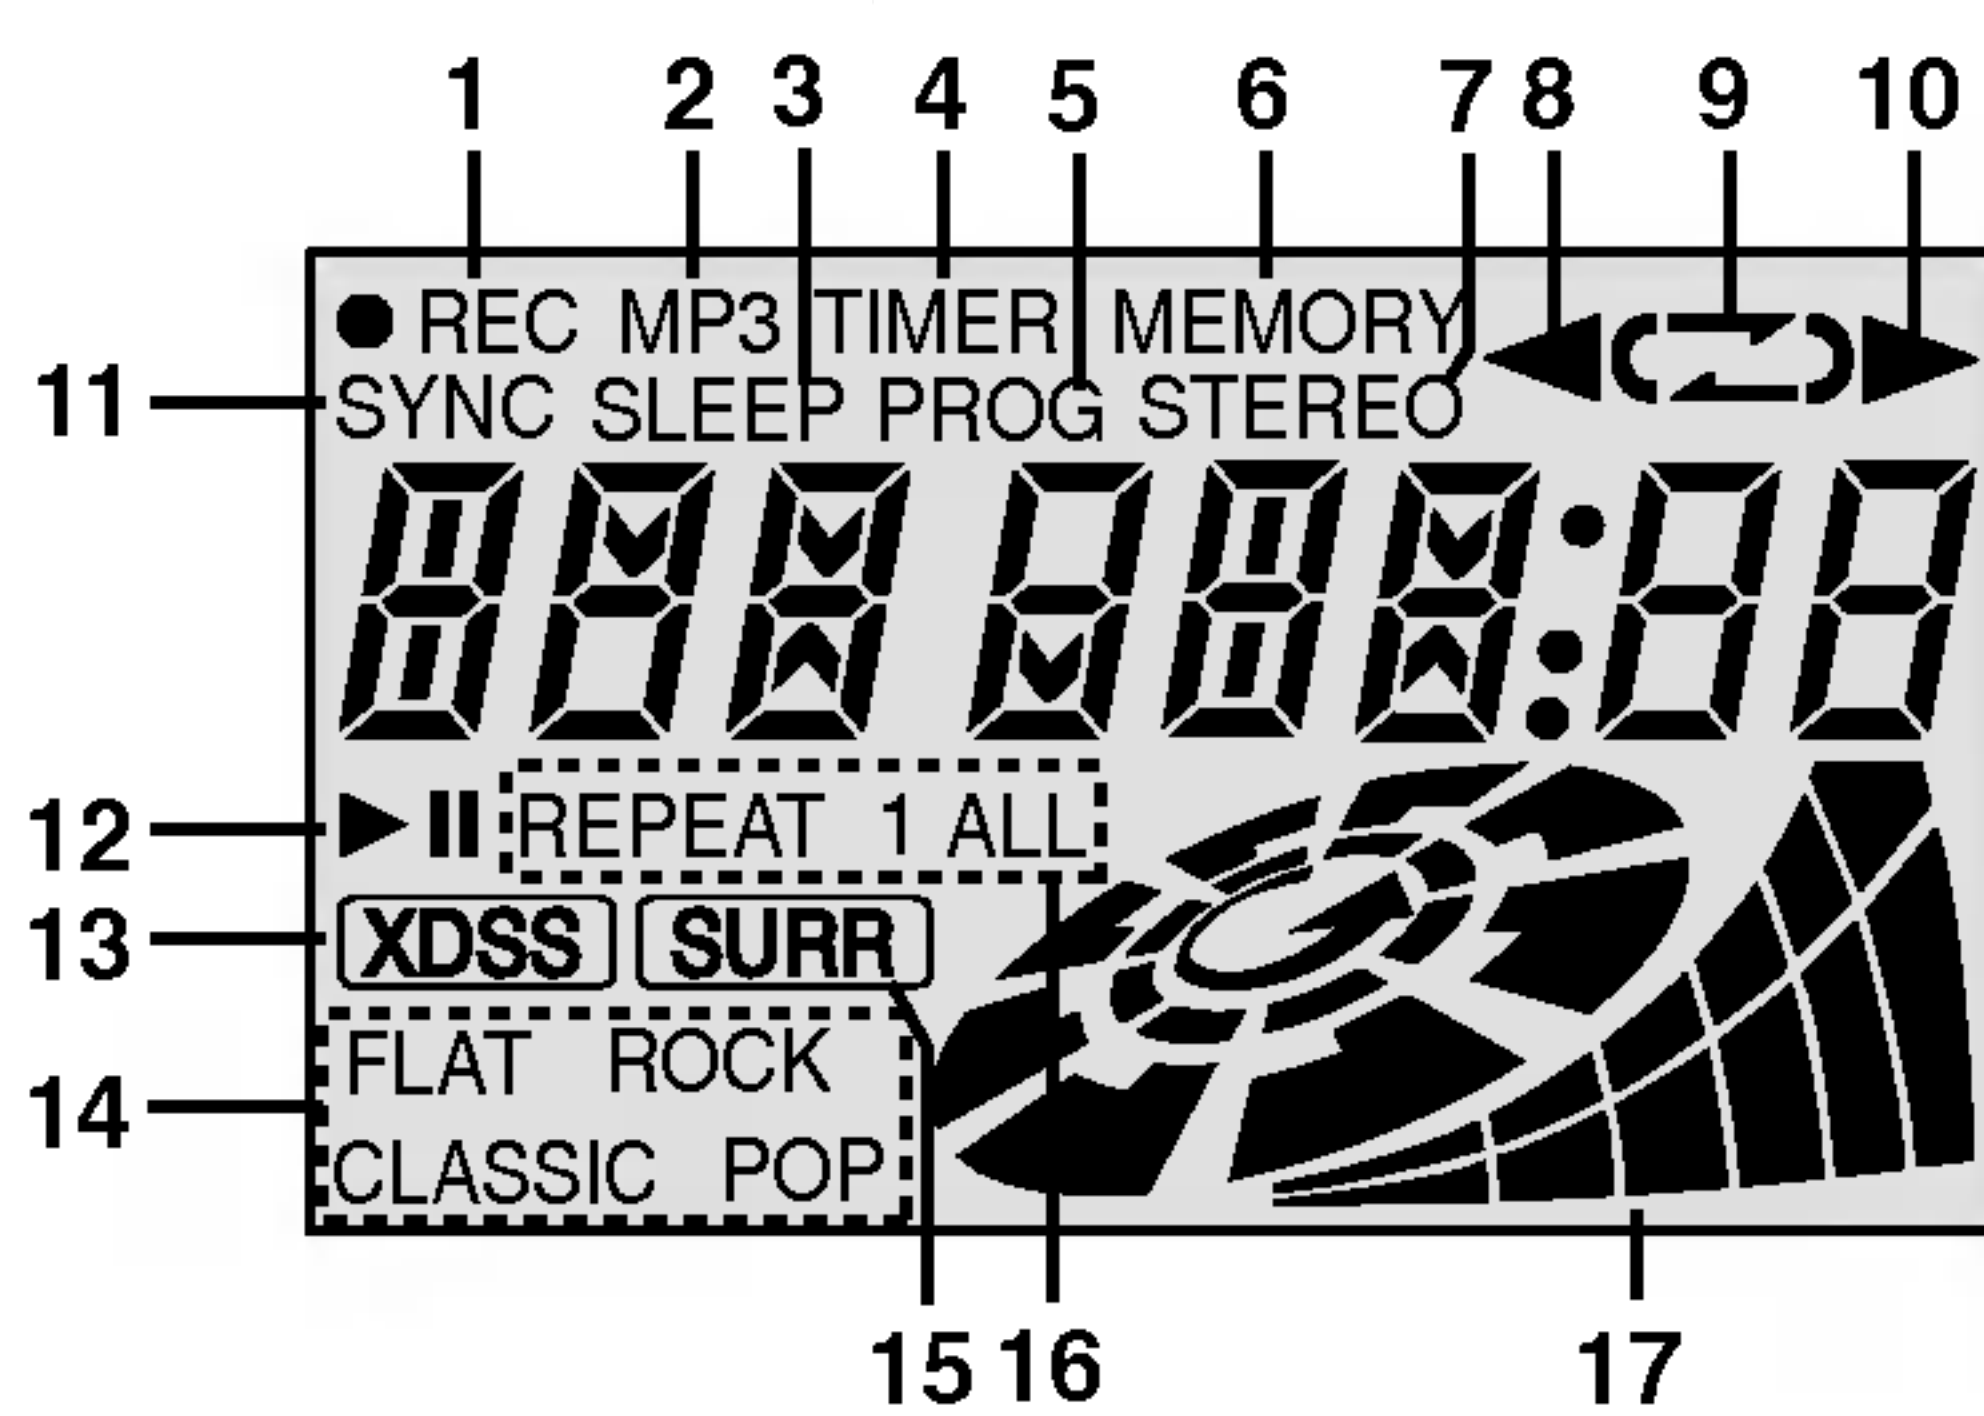 1 2 3 4 5 6 7 8 9 10
REC MP3 TIMER MEMORY
11 SYNC SLEEP PROG STEREO
12 REPEAT 1 ALL
13 XDSS SURR
FLAT ROCK
14
CLASSIC POP
15 16 17